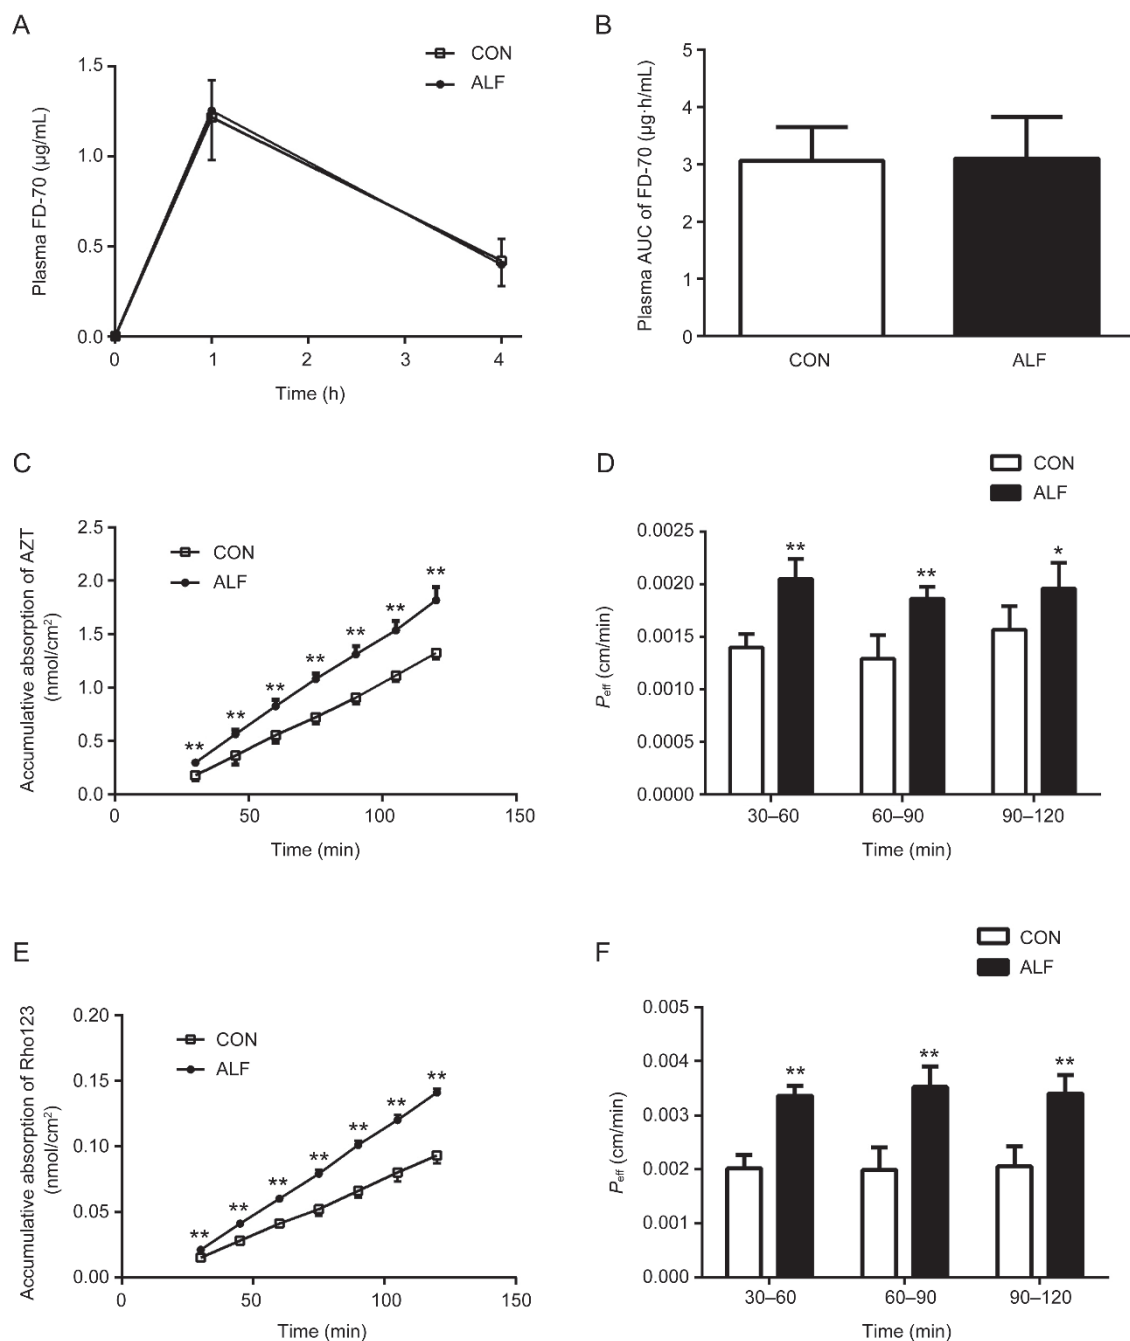 A
CON
ALF
1.5
1.0
0.5
0.0
Plasma FD-70 (μg/mL)
0 1 2 3 4
Time (h)
B
5
4
3
2
1
0
Plasma AUC of FD-70 (μg·h/mL)
CON ALF
C
CON
ALF
2.5
2.0
1.5
1.0
0.5
0.0
Accumulative absorption of AZT
(nmol/cm²)
** ** ** ** ** ** **
0 50 100 150
Time (min)
D
CON
ALF
0.0025
0.0020
0.0015
0.0010
0.0005
0.0000
Peff (cm/min)
** ** *
30–60 60–90 90–120
Time (min)
E
CON
ALF
0.20
0.15
0.10
0.05
0.00
Accumulative absorption of Rho123
(nmol/cm²)
** ** ** ** ** ** **
0 50 100 150
Time (min)
F
CON
ALF
0.005
0.004
0.003
0.002
0.001
0.000
Peff (cm/min)
** ** **
30–60 60–90 90–120
Time (min)